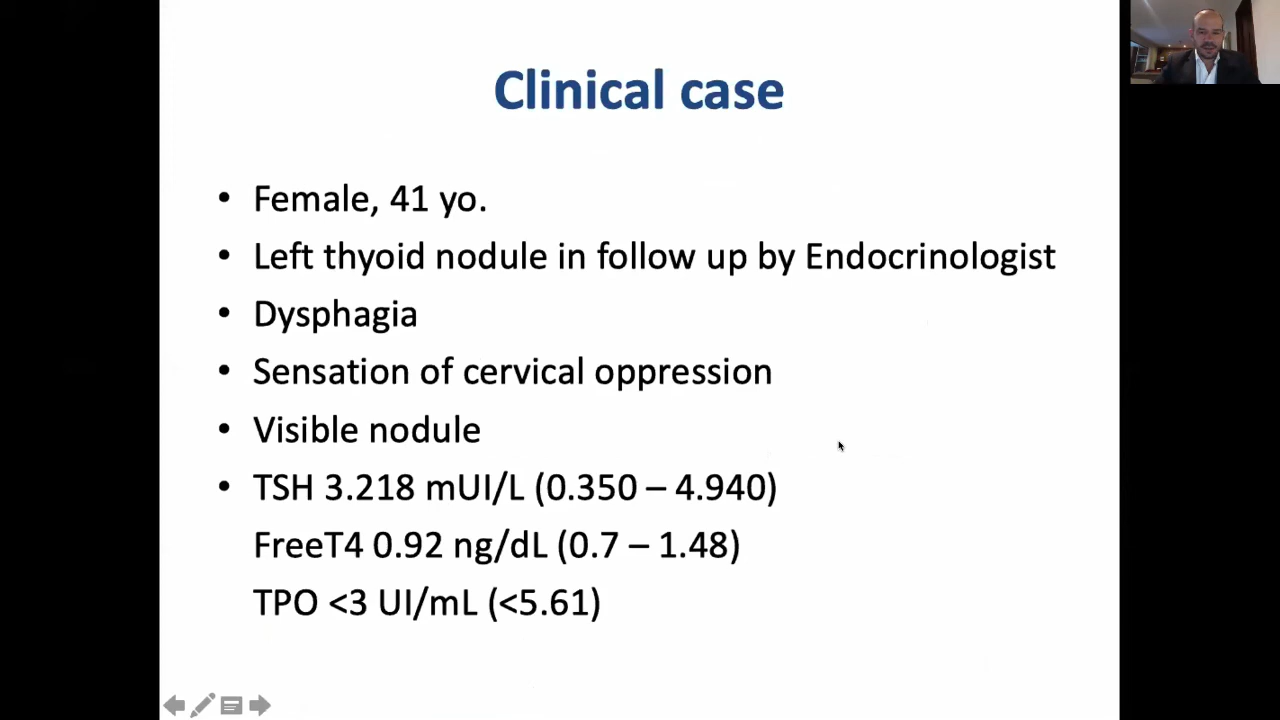 Clinical case
• Female, 41 yo.
• Left thyoid nodule in follow up by Endocrinologist
• Dysphagia
• Sensation of cervical oppression
• Visible nodule
• TSH 3.218 mUI/L (0.350 – 4.940)
FreeT4 0.92 ng/dL (0.7 – 1.48)
TPO <3 UI/mL (<5.61)